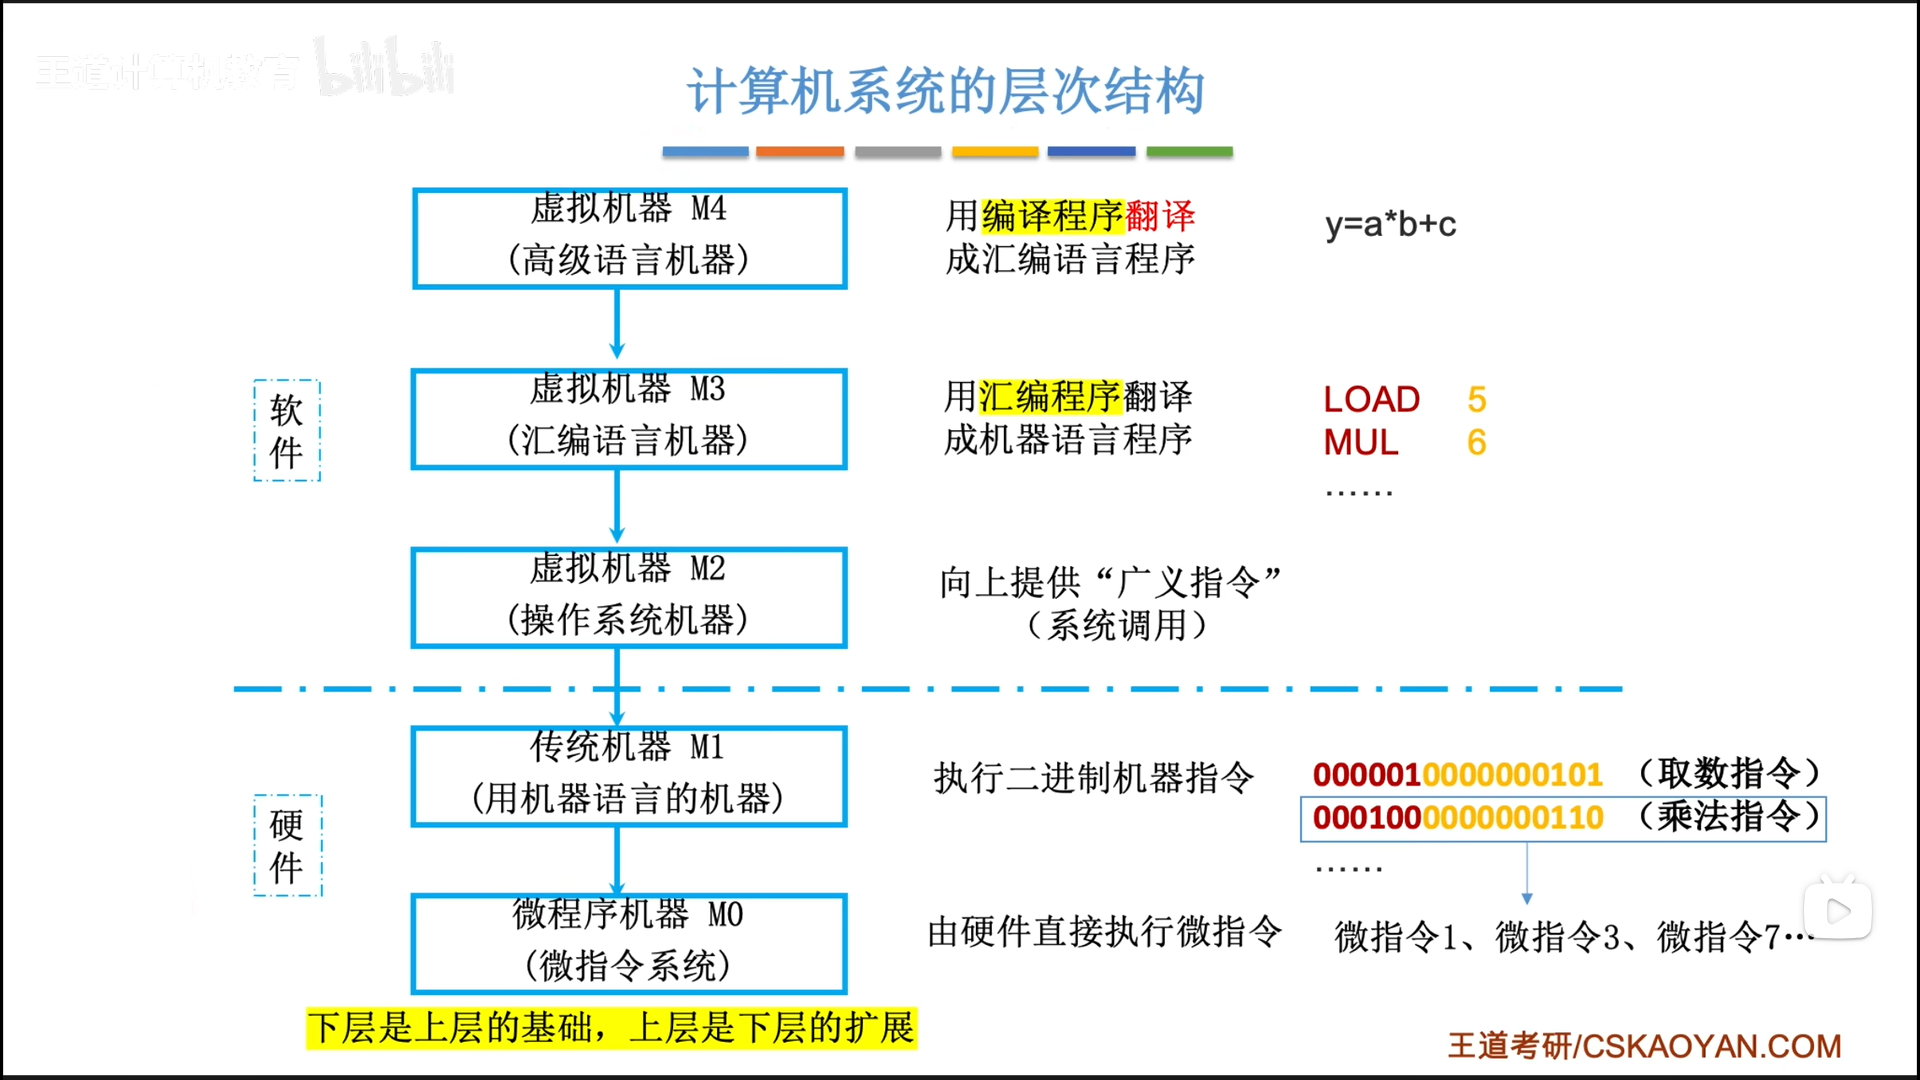 王道计算机教育 bilibili
计算机系统的层次结构
虚拟机器 M4
(高级语言机器)
用编译程序翻译
成汇编语言程序
y=a*b+c
软件
虚拟机器 M3
(汇编语言机器)
用汇编程序翻译
成机器语言程序
LOAD 5
MUL 6
……
虚拟机器 M2
(操作系统机器)
向上提供“广义指令”
（系统调用）
硬件
传统机器 M1
(用机器语言的机器)
执行二进制机器指令
0000010000000101 （取数指令）
0001000000000110 （乘法指令）
……
微程序机器 M0
(微指令系统)
由硬件直接执行微指令
微指令1、微指令3、微指令7…
下层是上层的基础，上层是下层的扩展
王道考研/CSKAOYAN.COM